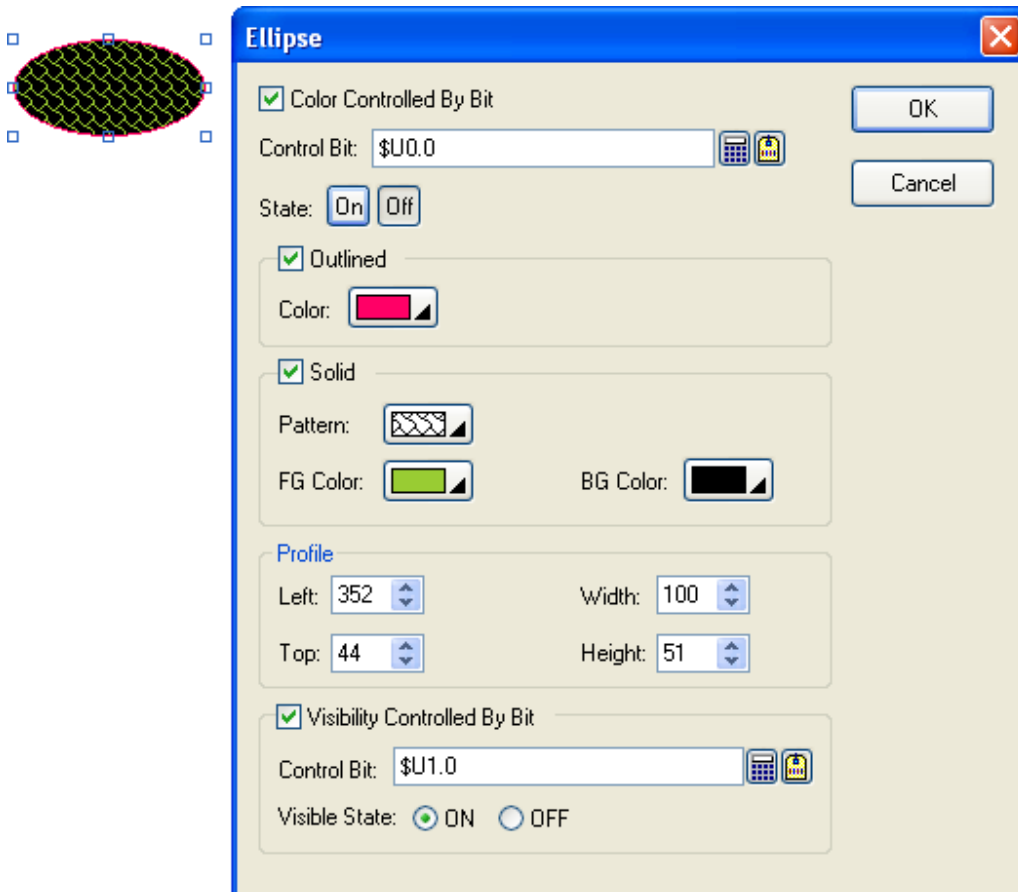 Ellipse
Color Controlled By Bit
OK
Control Bit: $U0.0
Cancel
State: On Off
Outlined
Color:
Solid
Pattern:
FG Color: BG Color:
Profile
Left: 352 Width: 100
Top: 44 Height: 51
Visibility Controlled By Bit
Control Bit: $U1.0
Visible State: ON OFF